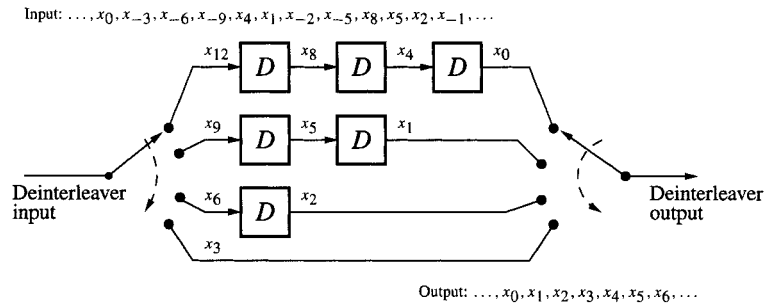 Input: ..., x₀, x₋₃, x₋₆, x₋₉, x₄, x₁, x₋₂, x₋₅, x₈, x₅, x₂, x₋₁, ...
x₁₂ D x₈ D x₄ D x₀
x₉ D x₅ D x₁
Deinterleaver input
x₆ D x₂
Deinterleaver output
x₃
Output: ..., x₀, x₁, x₂, x₃, x₄, x₅, x₆, ...